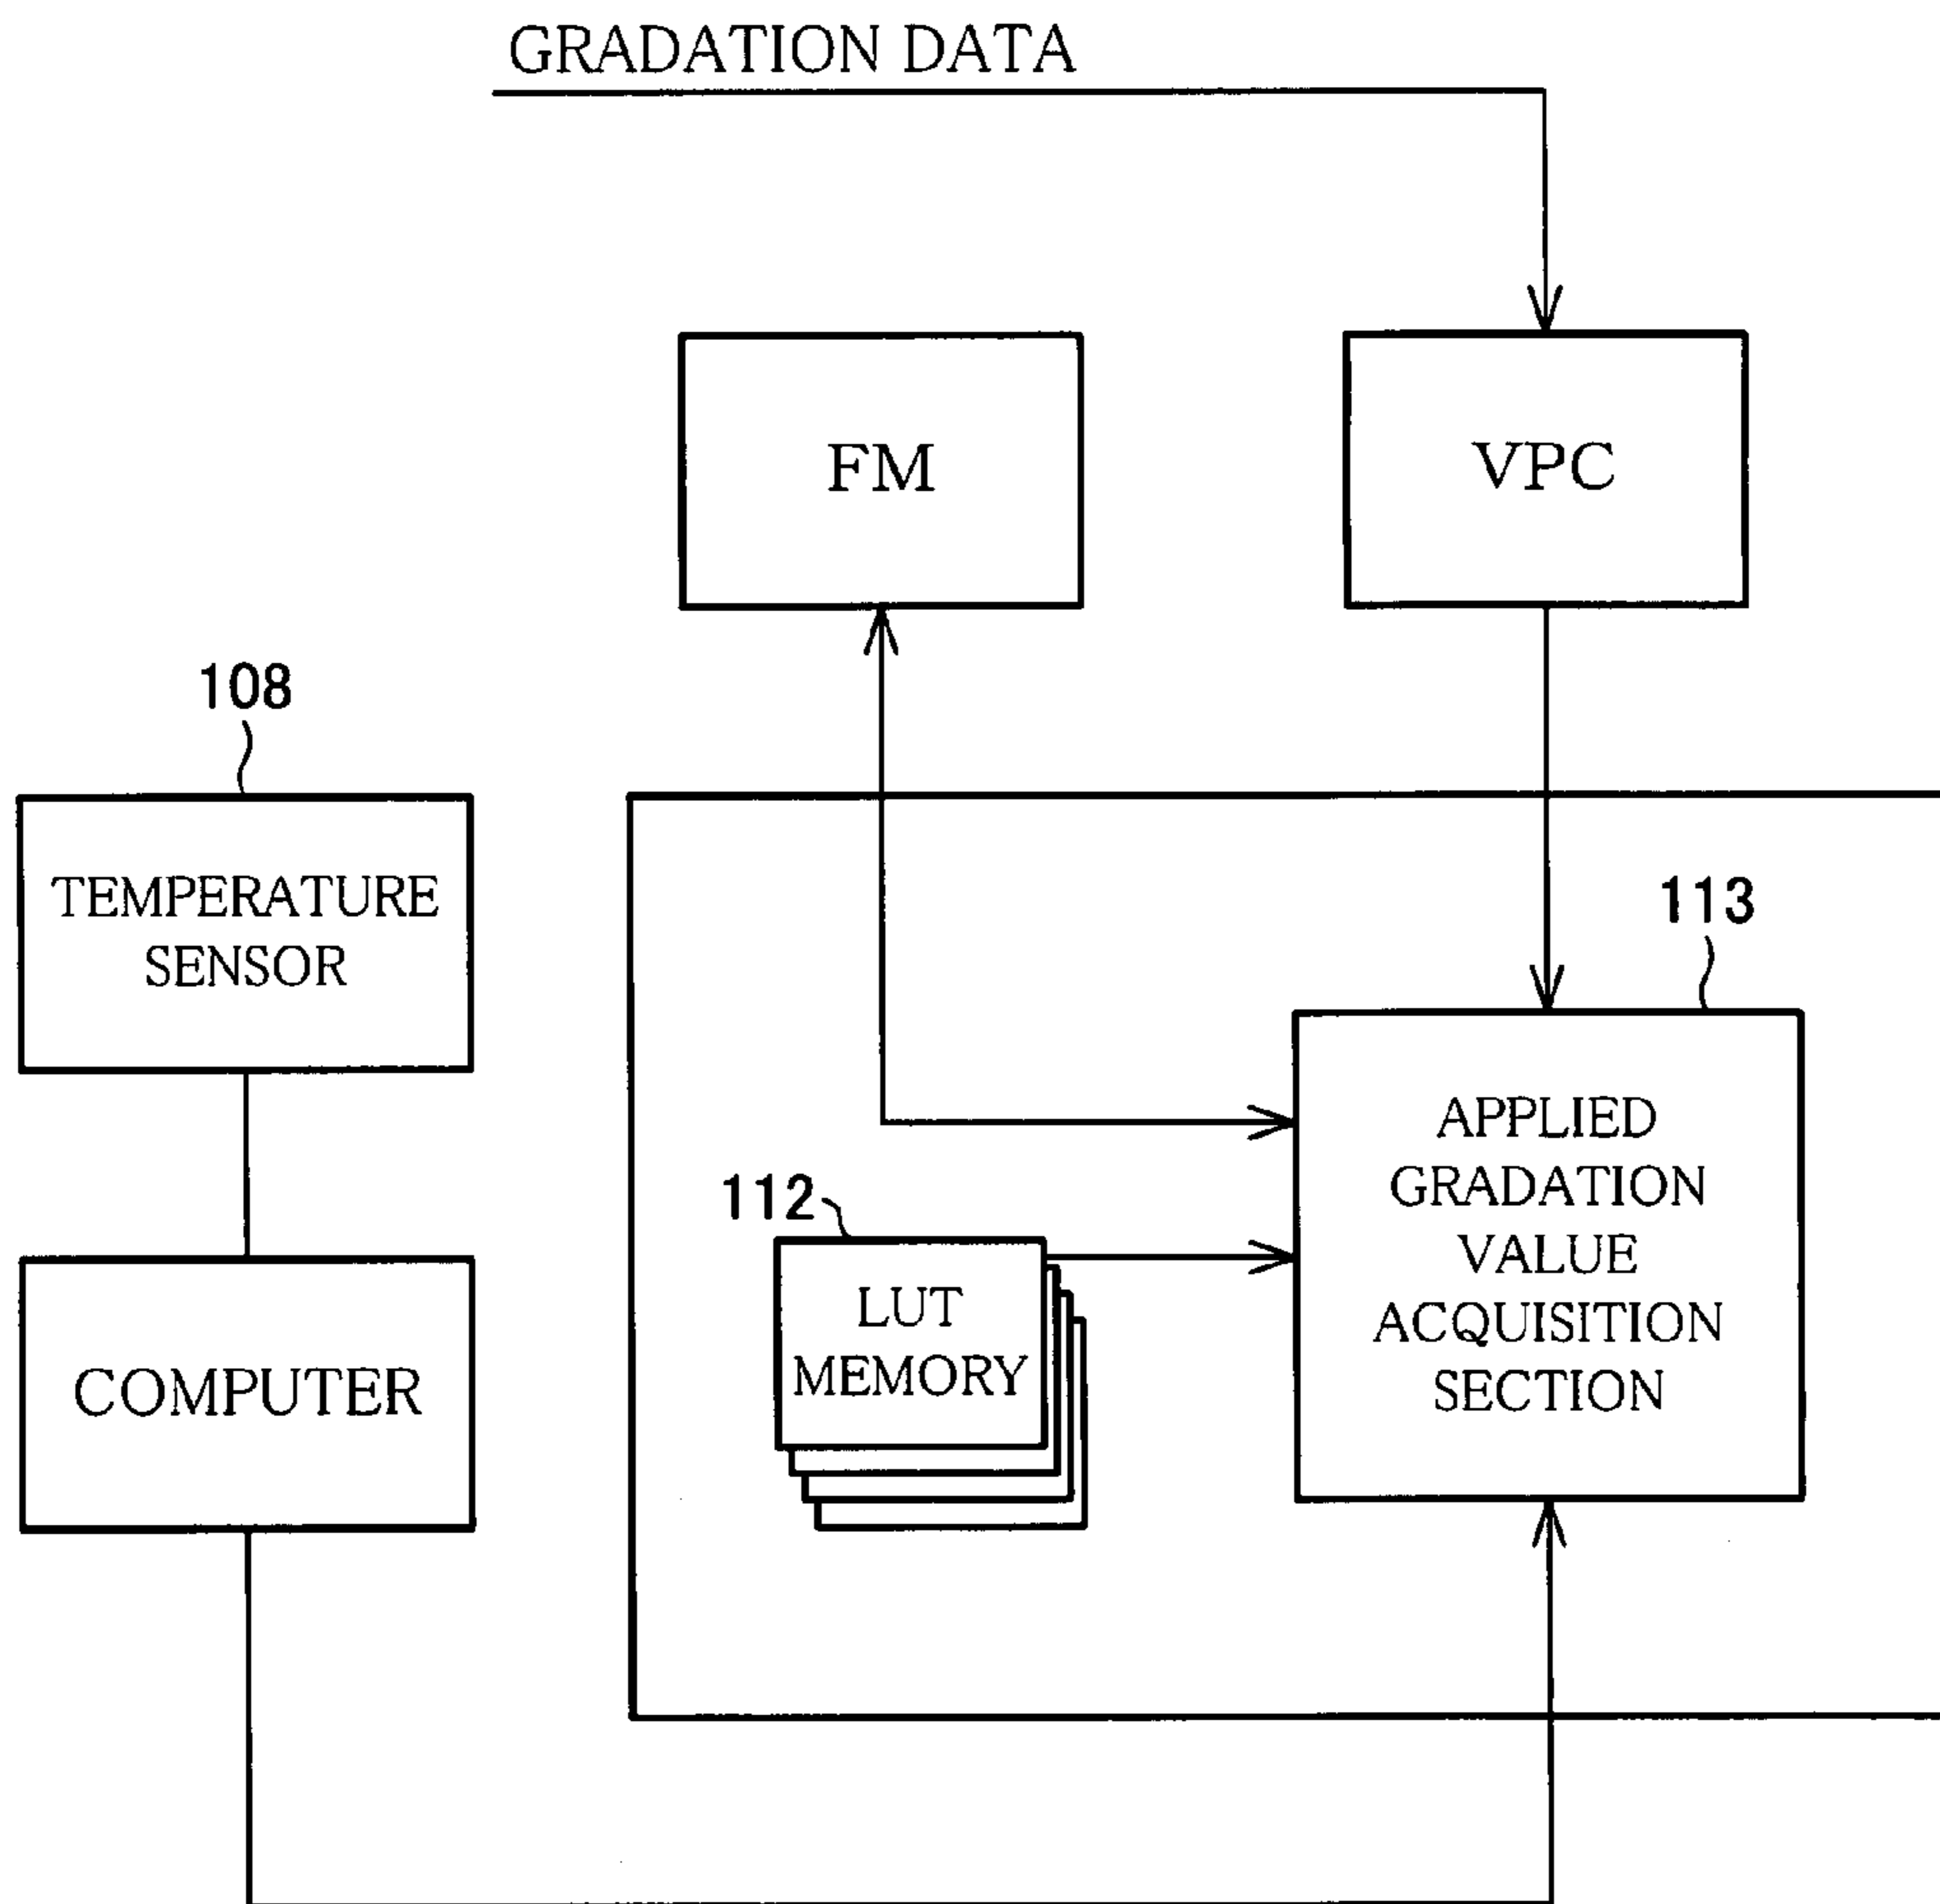 GRADATION DATA
FM
VPC
108
TEMPERATURE
SENSOR
113
APPLIED
GRADATION
VALUE
ACQUISITION
SECTION
112
LUT
MEMORY
COMPUTER